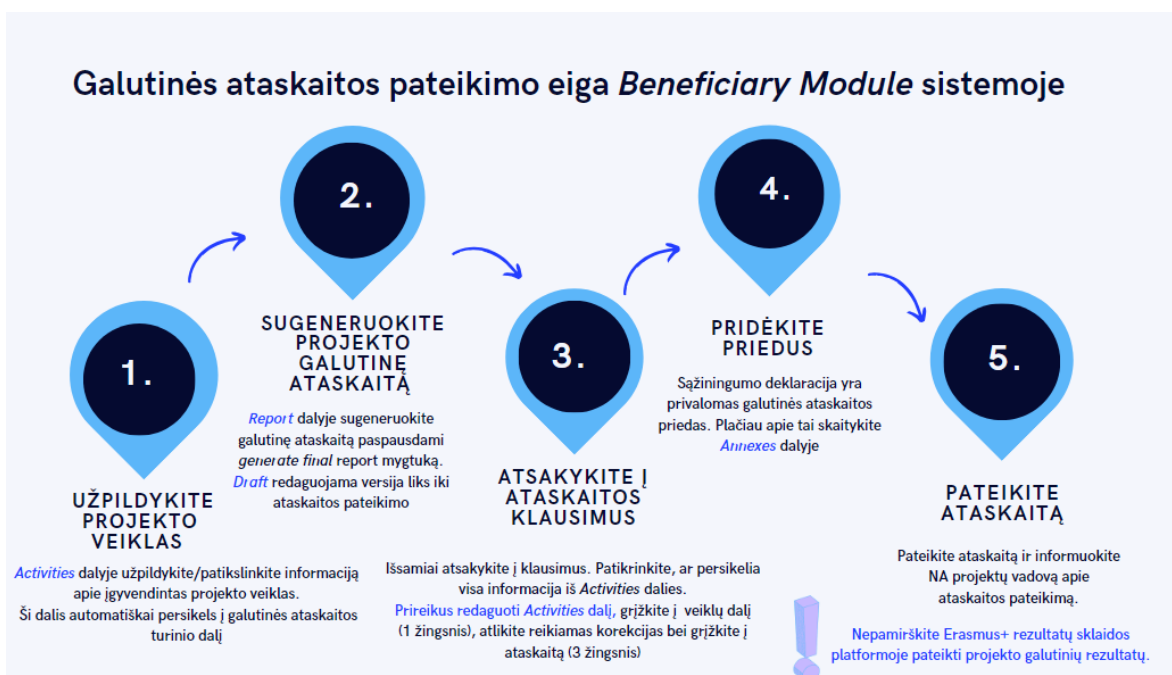 Galutinės ataskaitos pateikimo eiga Beneficiary Module sistemoje
1.
UŽPILDYKITE
PROJEKTO
VEIKLAS
Activities dalyje užpildykite/patikslinkite informaciją
apie įgyvendintas projekto veiklas.
Ši dalis automatiškai persikels į galutinės ataskaitos
turinio dalį
2.
SUGENERUOKITE
PROJEKTO
GALUTINĘ
ATASKAITĄ
Report dalyje sugeneruokite
galutinę ataskaitą paspausdami
generate final report mygtuką.
Draft redaguojama versija liks iki
ataskaitos pateikimo
3.
ATSAKYKITE Į
ATASKAITOS
KLAUSIMUS
Išsamiai atsakykite į klausimus. Patikrinkite, ar persikelia
visa informacija iš Activities dalies.
Prireikus redaguoti Activities dalį, grįžkite į veiklų dalį
(1 žingsnis), atlikite reikiamas korekcijas bei grįžkite į
ataskaitą (3 žingsnis)
4.
PRIDĖKITE
PRIEDUS
Sąžiningumo deklaracija yra
privalomas galutinės ataskaitos
priedas. Plačiau apie tai skaitykite
Annexes dalyje
5.
PATEIKITE
ATASKAITĄ
Pateikite ataskaitą ir informuokite
NA projektų vadovą apie
ataskaitos pateikimą.
Nepamirškite Erasmus+ rezultatų sklaidos
platformoje pateikti projekto galutinių rezultatų.